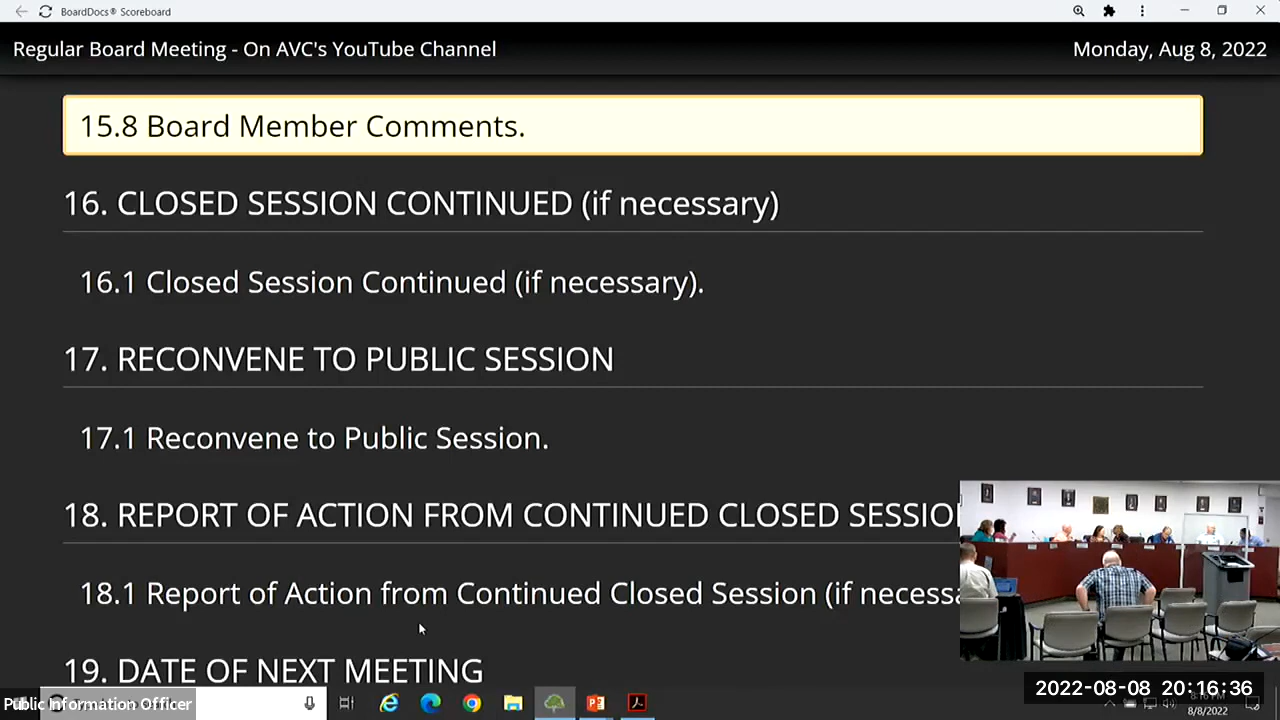 BoardDocs® Scoreboard
Regular Board Meeting - On AVC's YouTube Channel
Monday, Aug 8, 2022
15.8 Board Member Comments.
16. CLOSED SESSION CONTINUED (if necessary)
16.1 Closed Session Continued (if necessary).
17. RECONVENE TO PUBLIC SESSION
17.1 Reconvene to Public Session.
18. REPORT OF ACTION FROM CONTINUED CLOSED SESSION
18.1 Report of Action from Continued Closed Session (if necessa
19. DATE OF NEXT MEETING
Public Information Officer
2022-08-08 20:16:36
8/8/2022